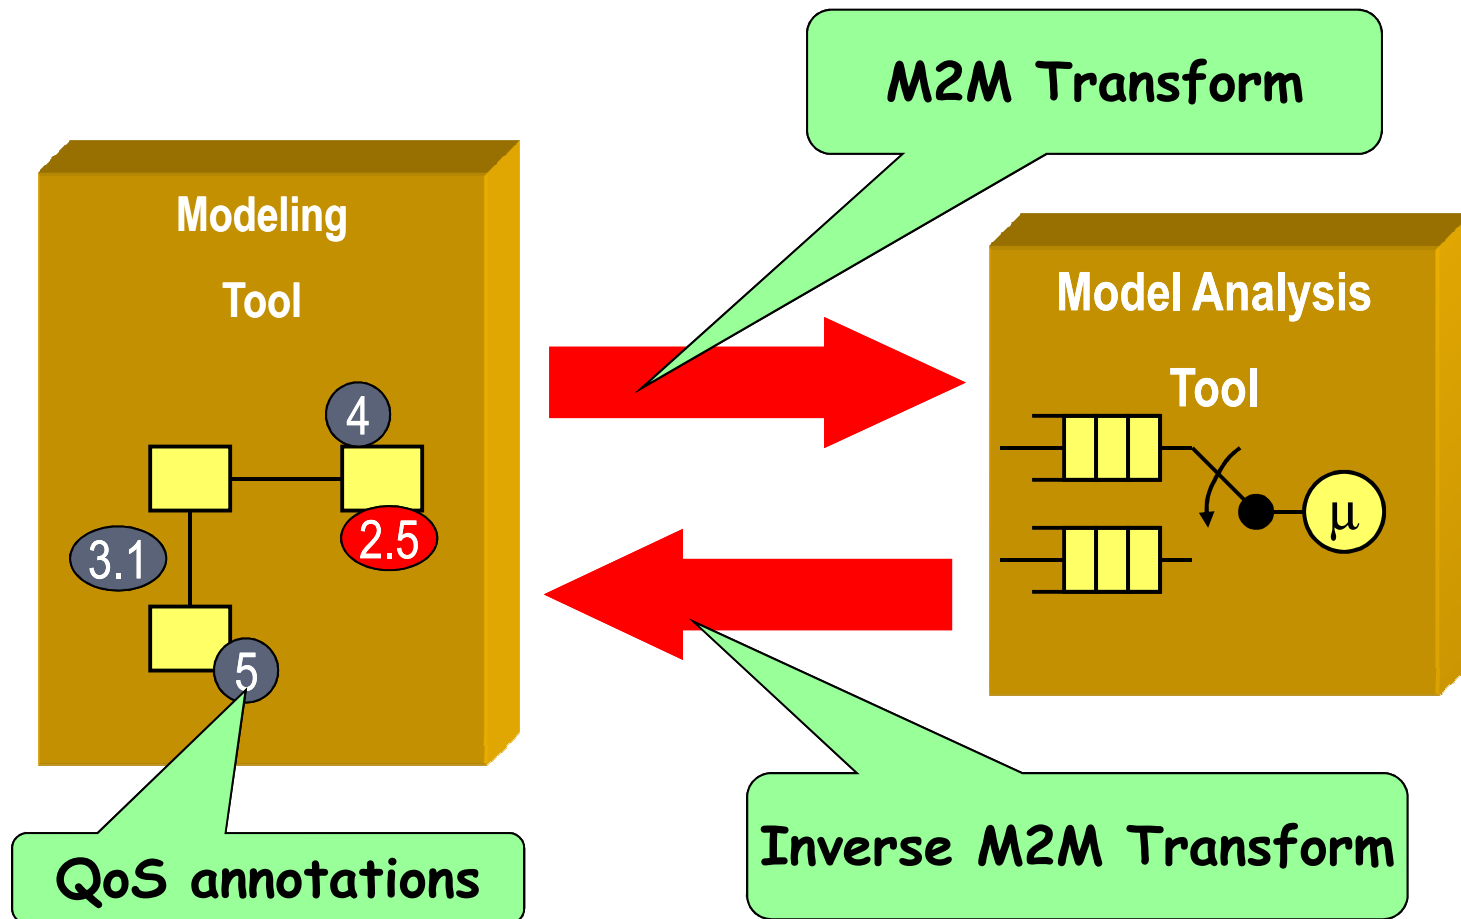 M2M Transform
Modeling
Tool
Model Analysis
Tool
4
2.5
3.1
5
μ
QoS annotations
Inverse M2M Transform